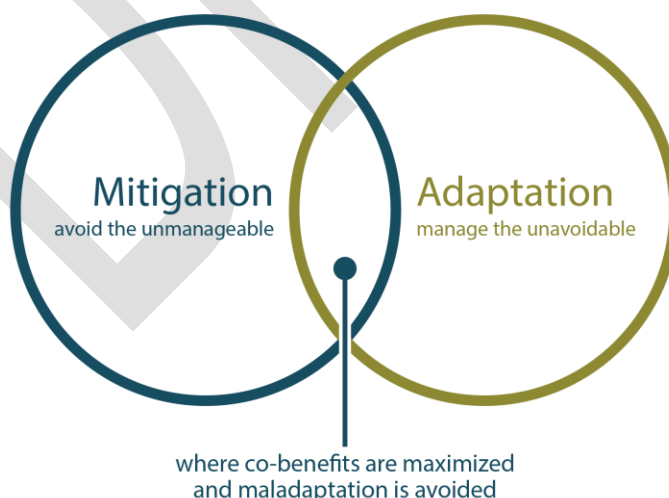 Mitigation
avoid the unmanageable
Adaptation
manage the unavoidable
where co-benefits are maximized
and maladaptation is avoided